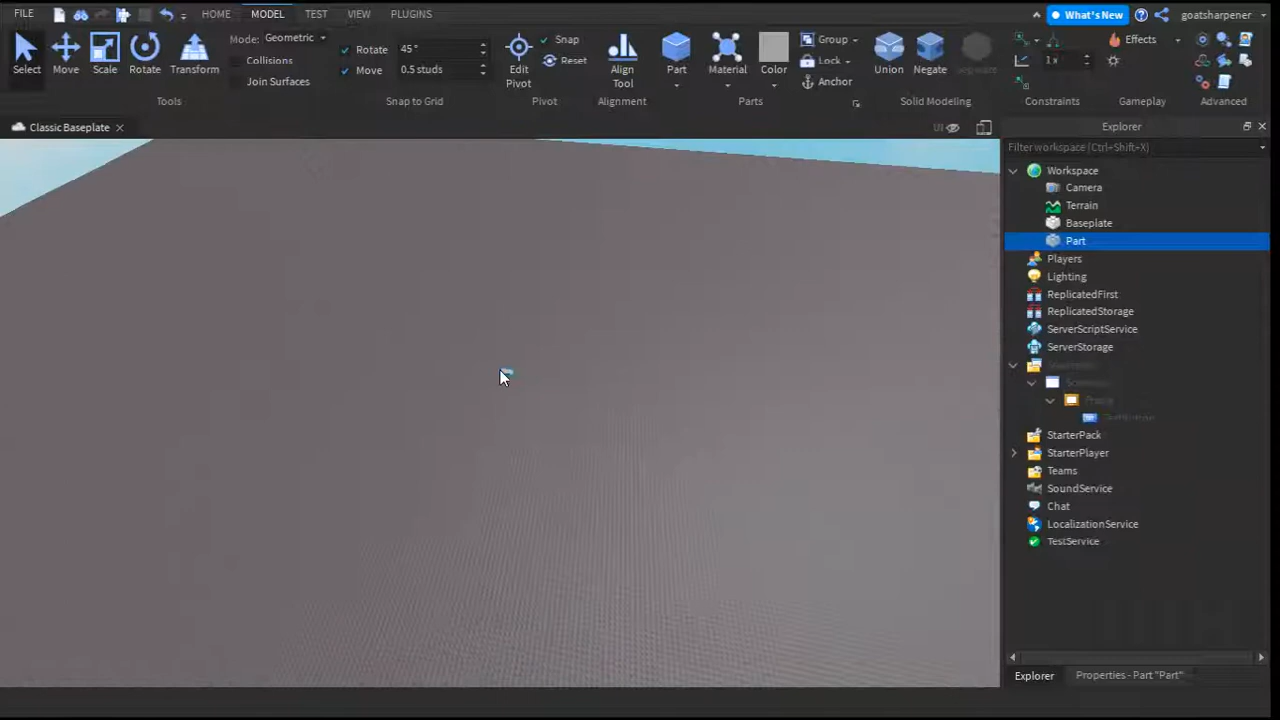 FILE HOME MODEL TEST VIEW PLUGINS What's New goatsharpener
Mode: Geometric
Collisions
Join Surfaces
Select Move Scale Rotate Transform
Tools
Rotate 45°
Move 0.5 studs
Snap to Grid
Snap
Reset
Edit Pivot
Pivot
Align Tool
Alignment
Part Material Color
Group
Lock
Anchor
Parts
Union Negate
Solid Modeling
1 x
Constraints
Effects
Gameplay
Advanced
Classic Baseplate
UI
Explorer
Filter workspace (Ctrl+Shift+X)
Workspace
Camera
Terrain
Baseplate
Part
Players
Lighting
ReplicatedFirst
ReplicatedStorage
ServerScriptService
ServerStorage
StarterPack
StarterPlayer
Teams
SoundService
Chat
LocalizationService
TestService
Explorer Properties - Part "Part"